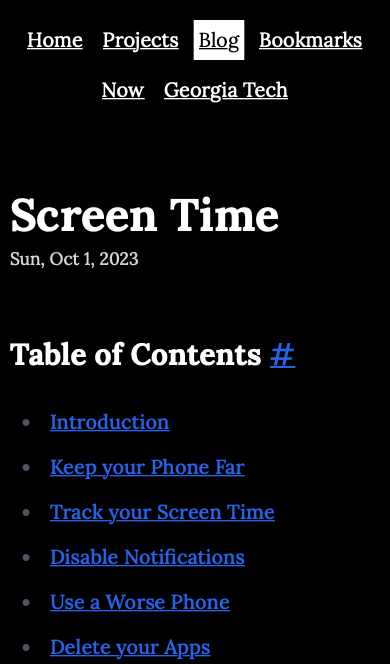 Home Projects Blog Bookmarks
Now Georgia Tech
Screen Time
Sun, Oct 1, 2023
Table of Contents #
Introduction
Keep your Phone Far
Track your Screen Time
Disable Notifications
Use a Worse Phone
Delete your Apps